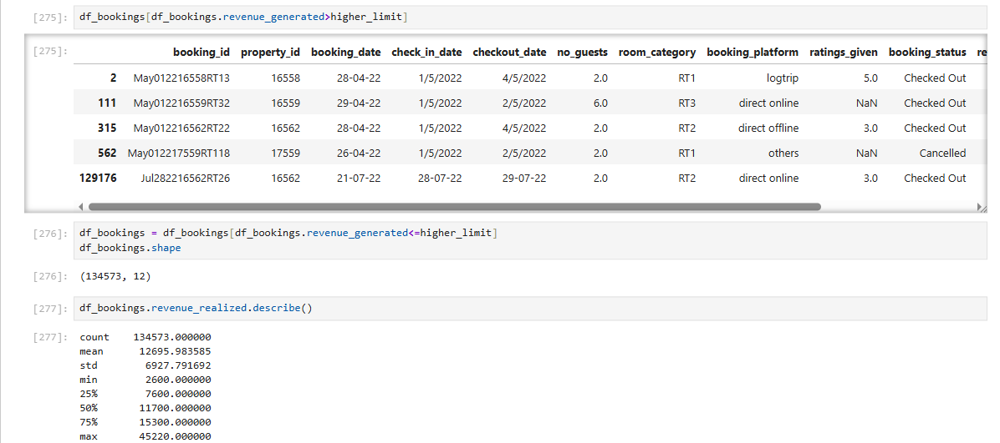 [275]: df_bookings[df_bookings.revenue_generated>higher_limit]
[275]: booking_id property_id booking_date check_in_date checkout_date no_guests room_category booking_platform ratings_given booking_status re
2 May012216558RT13 16558 28-04-22 1/5/2022 4/5/2022 2.0 RT1 logtrip 5.0 Checked Out
111 May012216559RT32 16559 29-04-22 1/5/2022 2/5/2022 6.0 RT3 direct online NaN Checked Out
315 May012216562RT22 16562 28-04-22 1/5/2022 4/5/2022 2.0 RT2 direct offline 3.0 Checked Out
562 May012217559RT118 17559 26-04-22 1/5/2022 2/5/2022 2.0 RT1 others NaN Cancelled
129176 Jul282216562RT26 16562 21-07-22 28-07-22 29-07-22 2.0 RT2 direct online 3.0 Checked Out
[276]: df_bookings = df_bookings[df_bookings.revenue_generated<=higher_limit]
df_bookings.shape
[276]: (134573, 12)
[277]: df_bookings.revenue_realized.describe()
[277]: count 134573.000000
mean 12695.983585
std 6927.791692
min 2600.000000
25% 7600.000000
50% 11700.000000
75% 15300.000000
max 45220.000000